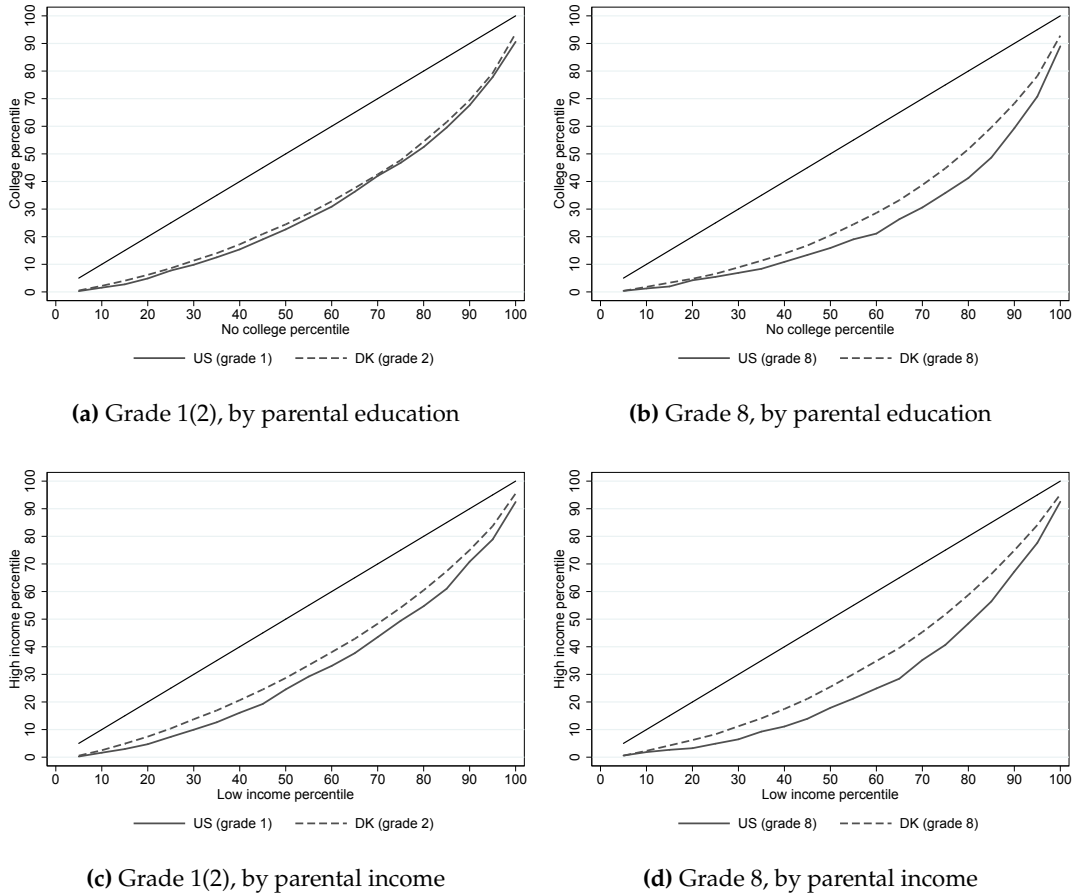 100
90
80
70
60
50
40
30
20
10
0
College percentile
0 10 20 30 40 50 60 70 80 90 100
No college percentile
US (grade 1) DK (grade 2)
(a) Grade 1(2), by parental education
100
90
80
70
60
50
40
30
20
10
0
College percentile
0 10 20 30 40 50 60 70 80 90 100
No college percentile
US (grade 8) DK (grade 8)
(b) Grade 8, by parental education
100
90
80
70
60
50
40
30
20
10
0
High income percentile
0 10 20 30 40 50 60 70 80 90 100
Low income percentile
US (grade 1) DK (grade 2)
(c) Grade 1(2), by parental income
100
90
80
70
60
50
40
30
20
10
0
High income percentile
0 10 20 30 40 50 60 70 80 90 100
Low income percentile
US (grade 8) DK (grade 8)
(d) Grade 8, by parental income